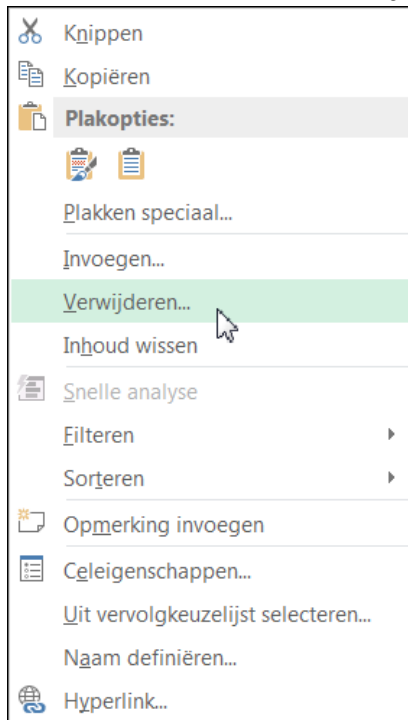 Knippen
Kopiëren
Plakopties:
Plakken speciaal...
Invoegen...
Verwijderen...
Inhoud wissen
Snelle analyse
Filteren
Sorteren
Opmerking invoegen
Celeigenschappen...
Uit vervolgkeuzelijst selecteren...
Naam definiëren...
Hyperlink...